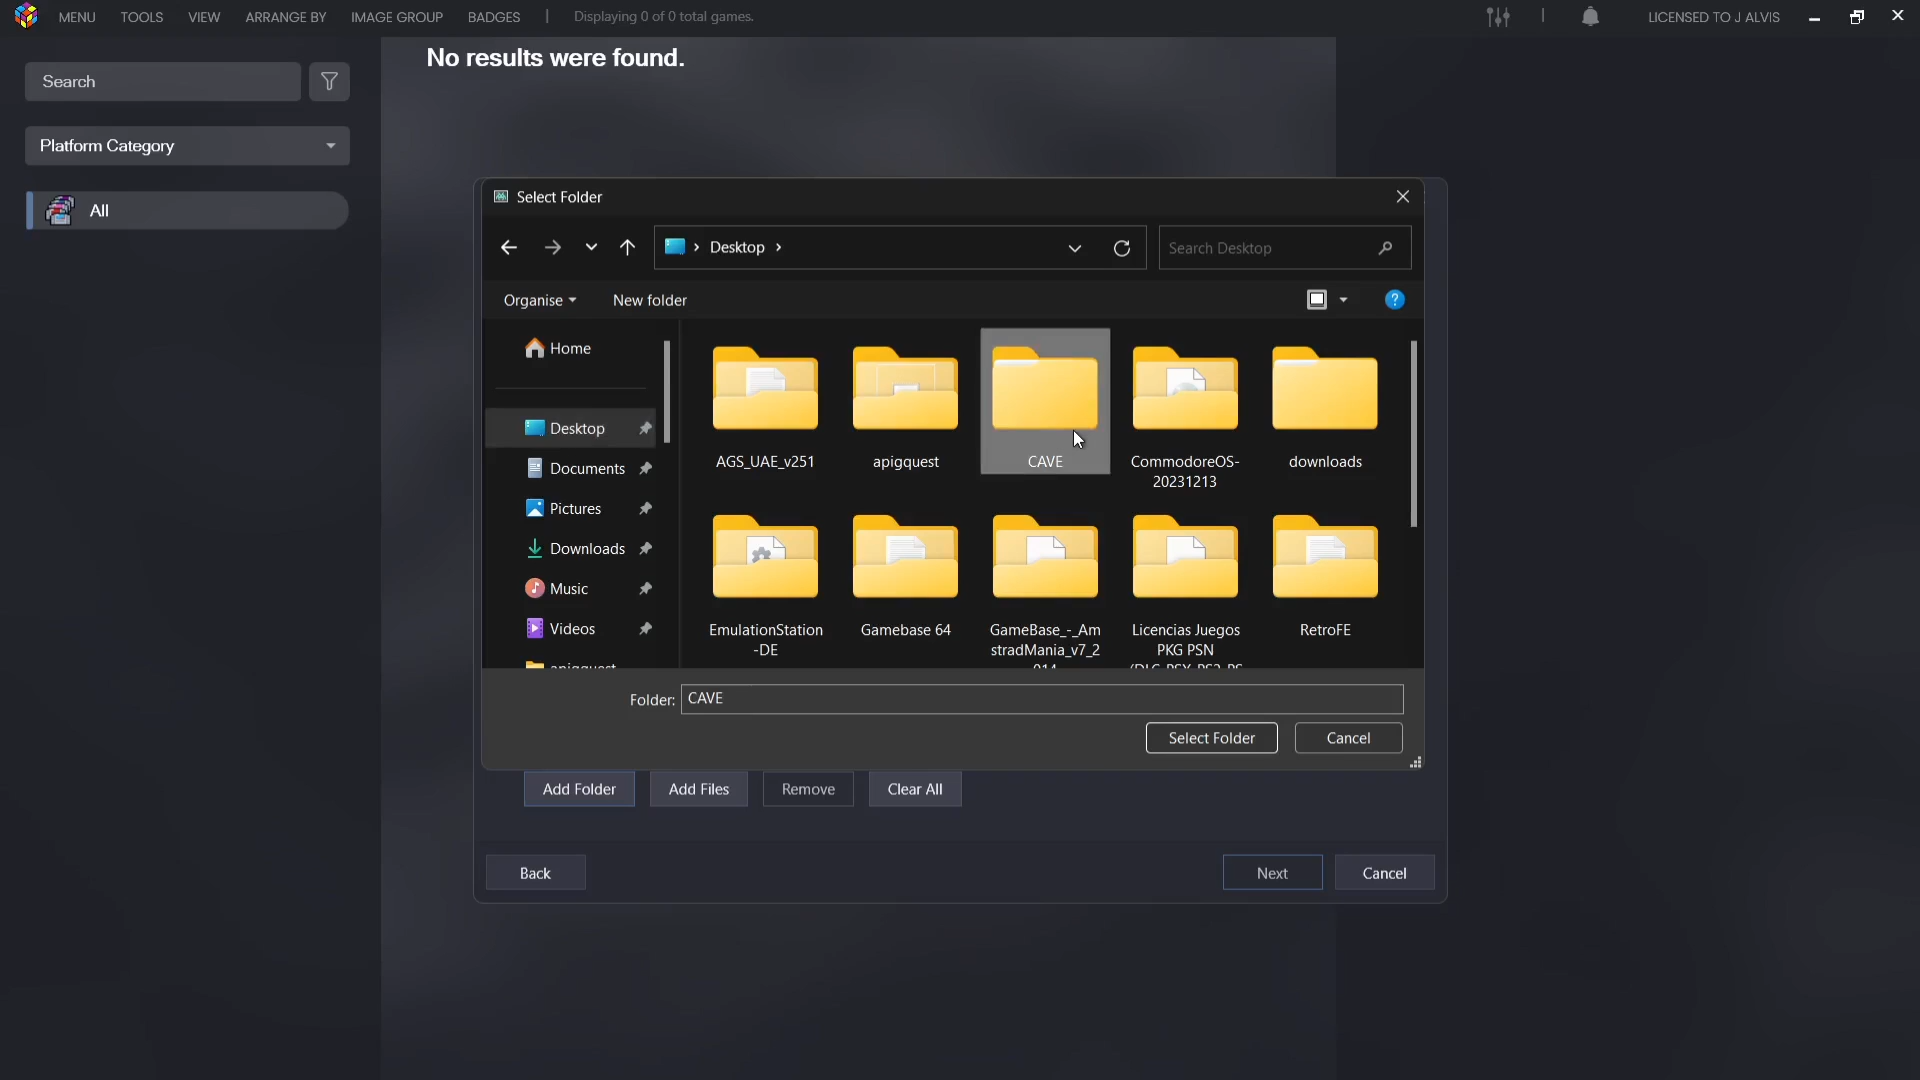 MENU TOOLS VIEW ARRANGE BY IMAGE GROUP BADGES Displaying 0 of 0 total games. LICENSED TO J ALVIS
Search
No results were found.
Platform Category
All
Select Folder
Desktop
Search Desktop
Organise New folder
Home
Desktop
Documents
Pictures
Downloads
Music
Videos
AGS_UAE_v251
apigquest
CAVE
CommodoreOS-
20231213
downloads
EmulationStation
-DE
Gamebase 64
GameBase_-_Am
stradMania_v7_2
Licencias Juegos
PKG PSN
RetroFE
Folder: CAVE
Select Folder Cancel
Add Folder Add Files Remove Clear All
Back Next Cancel